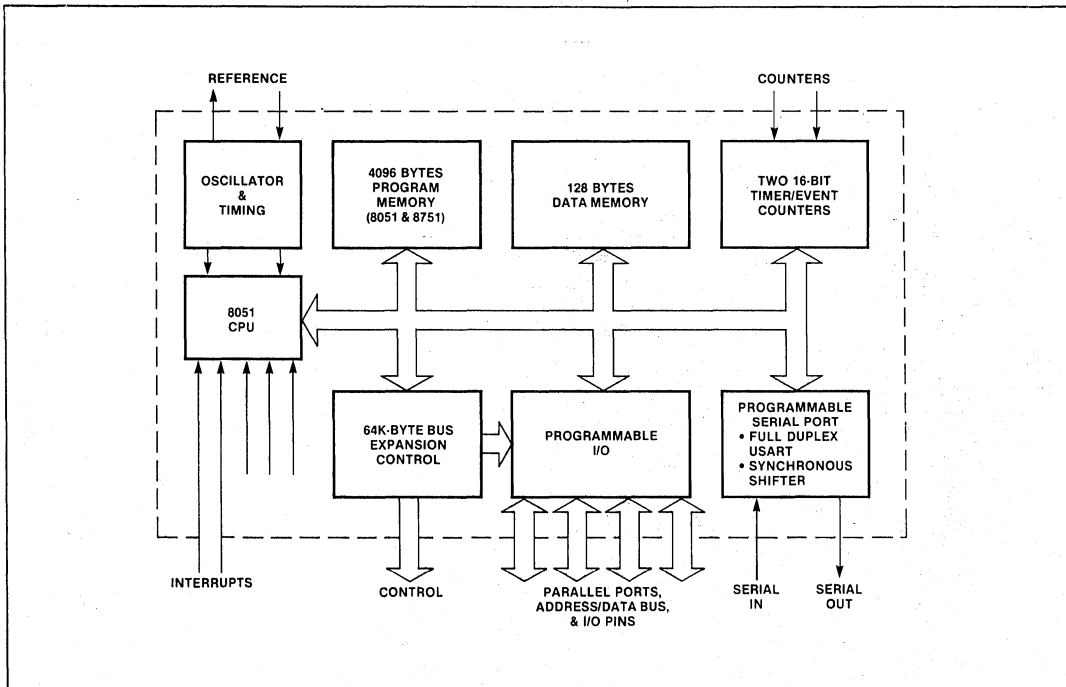 REFERENCE
COUNTERS
OSCILLATOR
&
TIMING
4096 BYTES
PROGRAM
MEMORY
(8051 & 8751)
128 BYTES
DATA MEMORY
TWO 16-BIT
TIMER/EVENT
COUNTERS
8051
CPU
64K-BYTE BUS
EXPANSION
CONTROL
PROGRAMMABLE
I/O
PROGRAMMABLE
SERIAL PORT
• FULL DUPLEX
USART
• SYNCHRONOUS
SHIFTER
INTERRUPTS
CONTROL
PARALLEL PORTS,
ADDRESS/DATA BUS,
& I/O PINS
SERIAL
IN
SERIAL
OUT